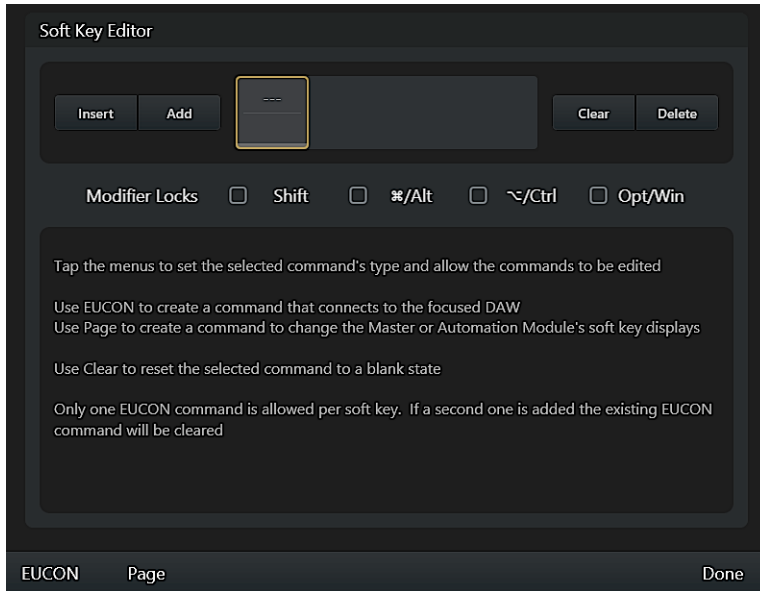 Soft Key Editor
Insert Add --- Clear Delete
Modifier Locks Shift ⌘/Alt ⌥/Ctrl Opt/Win
Tap the menus to set the selected command's type and allow the commands to be edited
Use EUCON to create a command that connects to the focused DAW
Use Page to create a command to change the Master or Automation Module's soft key displays
Use Clear to reset the selected command to a blank state
Only one EUCON command is allowed per soft key. If a second one is added the existing EUCON
command will be cleared
EUCON Page Done